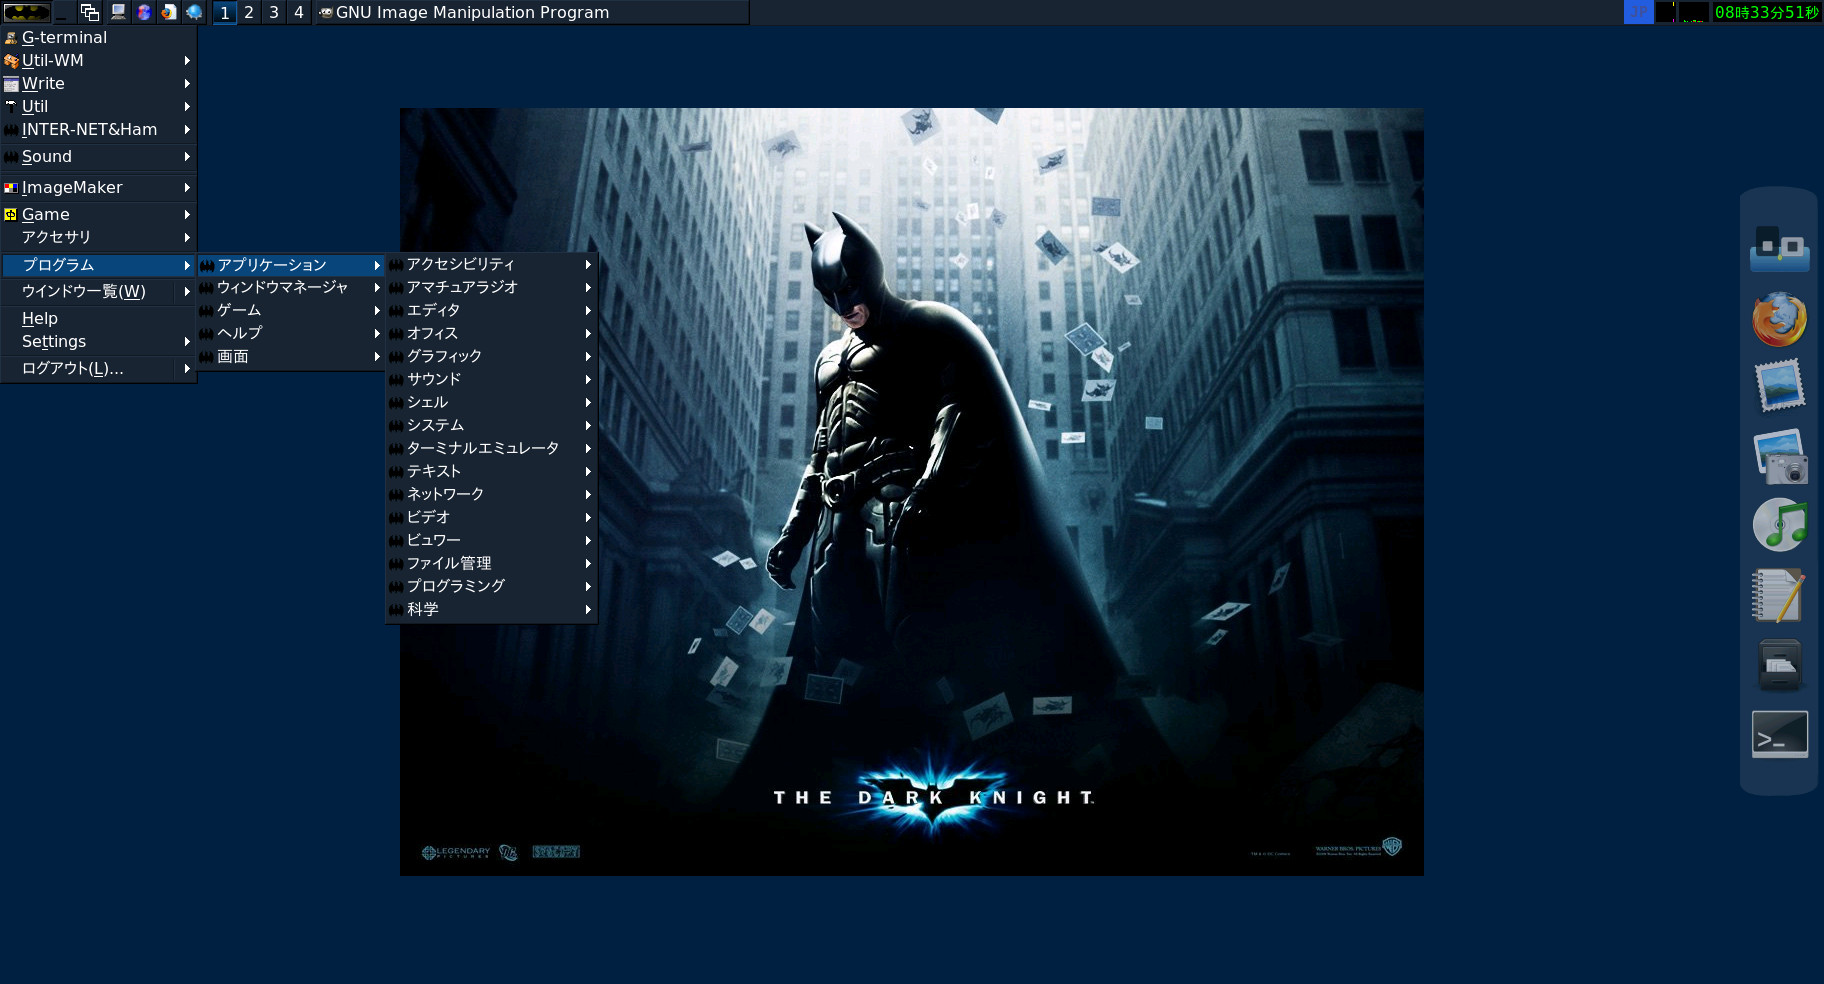 1 2 3 4 GNU Image Manipulation Program JP 08時33分51秒
G-terminal
Util-WM
Write
Util
INTER-NET&Ham
Sound
ImageMaker
Game
アクセサリ
プログラム
ウインドウ一覧(W)
Help
Settings
ログアウト(L)...
アプリケーション
ウィンドウマネージャ
ゲーム
ヘルプ
画面
アクセシビリティ
アマチュアラジオ
エディタ
オフィス
グラフィック
サウンド
シェル
システム
ターミナルエミュレータ
テキスト
ネットワーク
ビデオ
ビュワー
ファイル管理
プログラミング
科学
THE DARK KNIGHT
LEGENDARY
PICTURES
WARNER BROS. PICTURES
>_